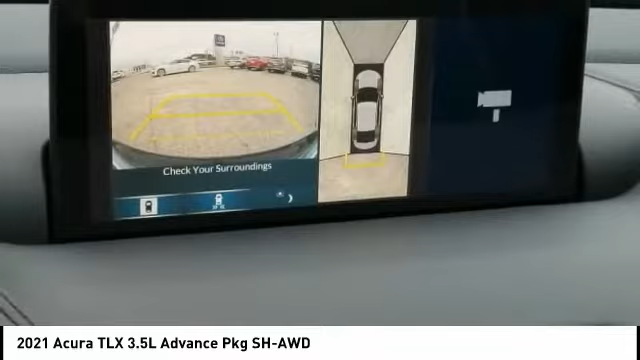 Check Your Surroundings
2021 Acura TLX 3.5L Advance Pkg SH-AWD